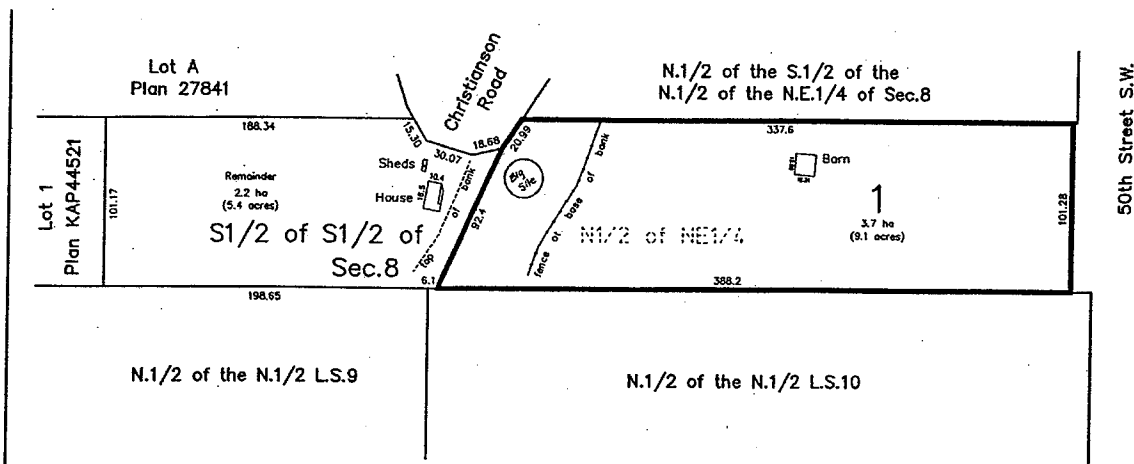 Lot A
Plan 27841
Christianson
Road
N.1/2 of the S.1/2 of the
N.1/2 of the N.E.1/4 of Sec.8
50th Street S.W.
188.34
15.30
30.07
18.68
20.99
337.6
Lot 1
Plan KAP44521
101.17
Remainder
2.2 ha
(5.4 acres)
Sheds
House
10.4
top of bank
92.4
fence at base of bank
Barn
1
3.7 ha
(9.1 acres)
101.28
S1/2 of S1/2 of
Sec.8
N1/2 of NE1/4
6.1
198.65
388.2
N.1/2 of the N.1/2 L.S.9
N.1/2 of the N.1/2 L.S.10